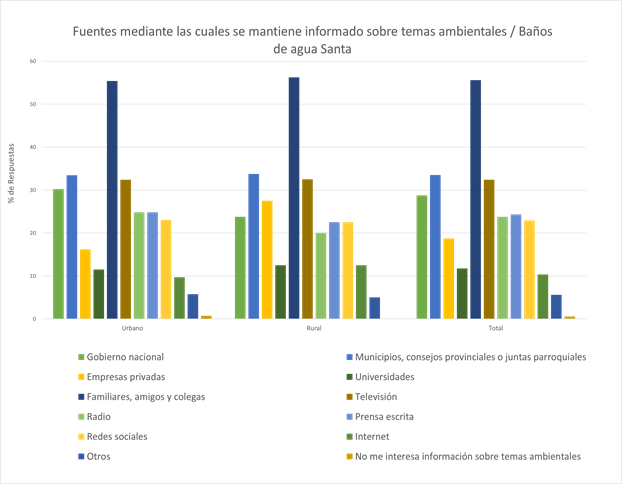 Fuentes mediante las cuales se mantiene informado sobre temas ambientales / Baños
de agua Santa
60
50
40
30
20
10
0
% de Respuestas
Urbano Rural Total
Gobierno nacional Municipios, consejos provinciales o juntas parroquiales
Empresas privadas Universidades
Familiares, amigos y colegas Televisión
Radio Prensa escrita
Redes sociales Internet
Otros No me interesa información sobre temas ambientales